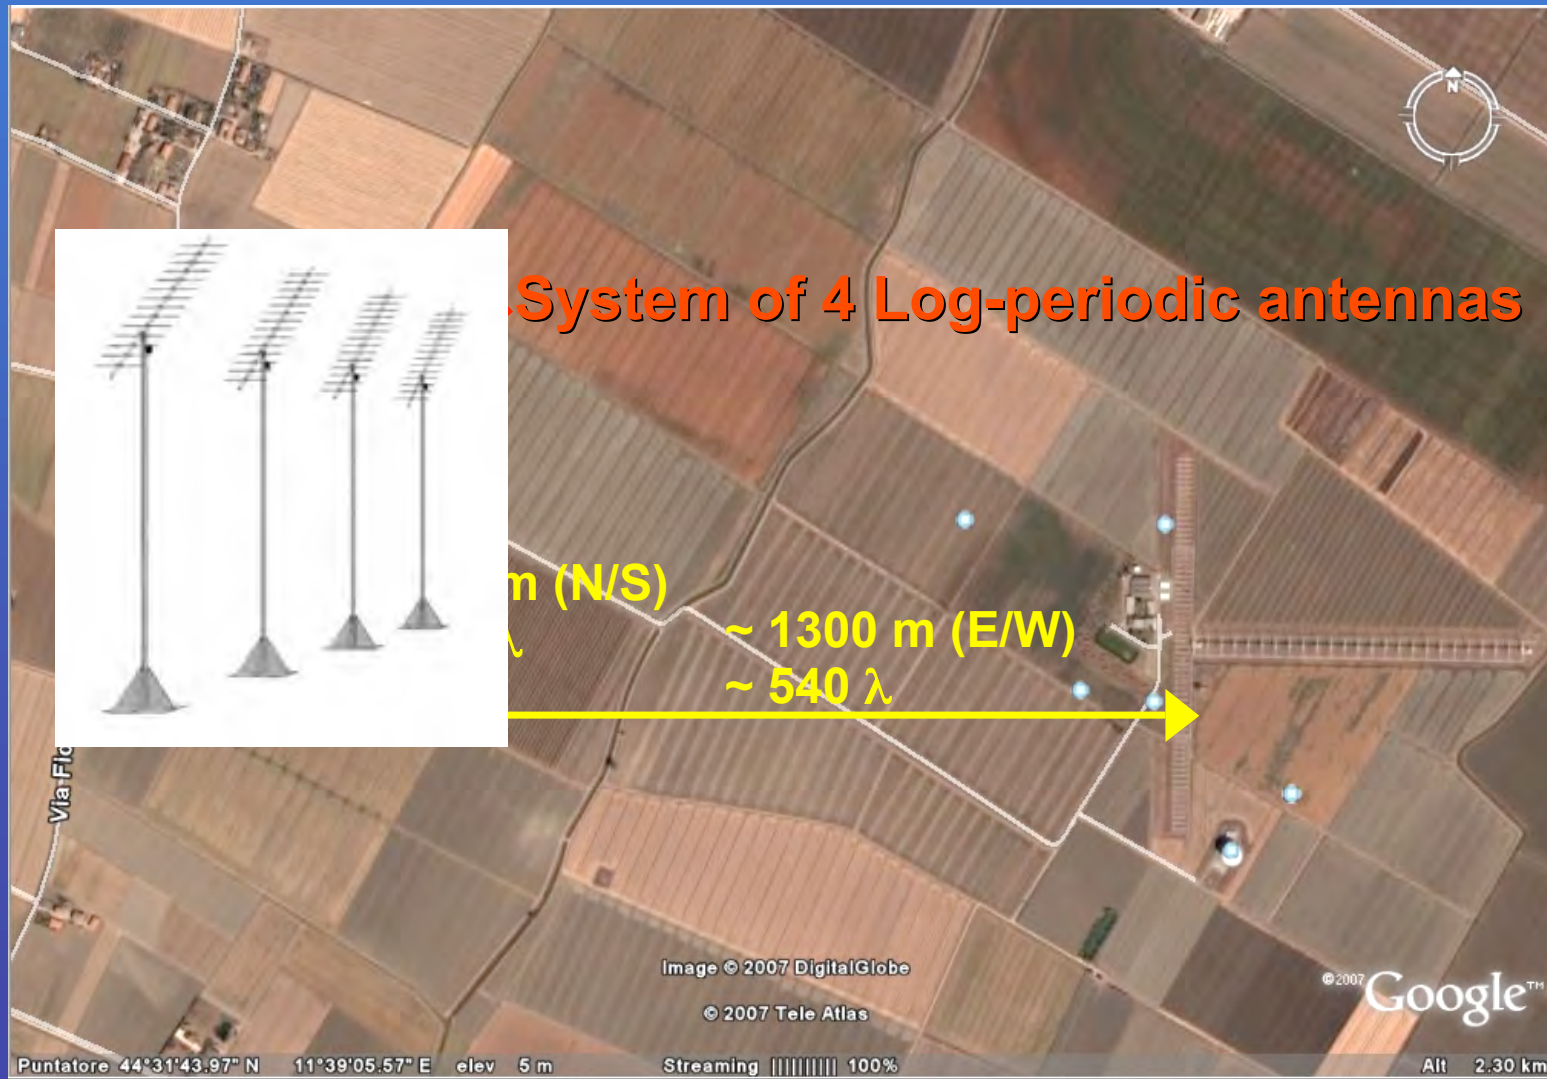 N
System of 4 Log-periodic antennas
m (N/S)
λ
~ 1300 m (E/W)
~ 540 λ
Via Fio
Image © 2007 DigitalGlobe
© 2007 Tele Atlas
©2007 Google™
Puntatore 44°31'43.97" N 11°39'05.57" E elev 5 m Streaming |||||||||| 100% Alt 2.30 km